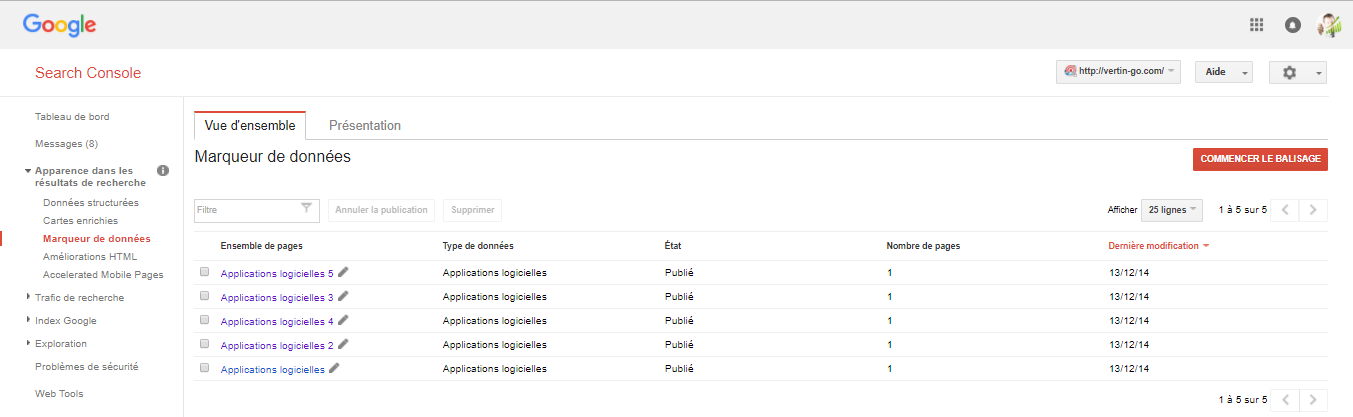 Google
Search Console
http://vertin-go.com/
Aide
Tableau de bord
Messages (8)
Apparence dans les
résultats de recherche
Données structurées
Cartes enrichies
Marqueur de données
Améliorations HTML
Accelerated Mobile Pages
Trafic de recherche
Index Google
Exploration
Problèmes de sécurité
Web Tools
Vue d'ensemble Présentation
Marqueur de données
COMMENCER LE BALISAGE
Filtre Annuler la publication Supprimer Afficher 25 lignes 1 à 5 sur 5
Ensemble de pages Type de données État Nombre de pages Dernière modification
Applications logicielles 5 Applications logicielles Publié 1 13/12/14
Applications logicielles 3 Applications logicielles Publié 1 13/12/14
Applications logicielles 4 Applications logicielles Publié 1 13/12/14
Applications logicielles 2 Applications logicielles Publié 1 13/12/14
Applications logicielles Applications logicielles Publié 1 13/12/14
1 à 5 sur 5